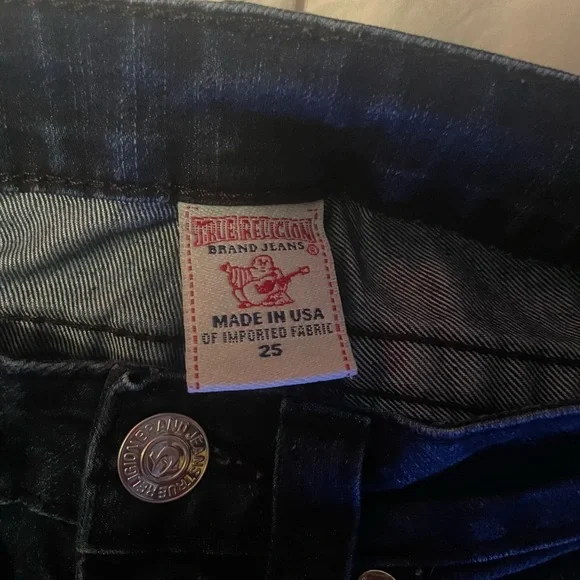 TRUE RELIGION
BRAND JEANS ®
MADE IN USA
OF IMPORTED FABRIC
25
TRUE RELIGION BRAND JEANS